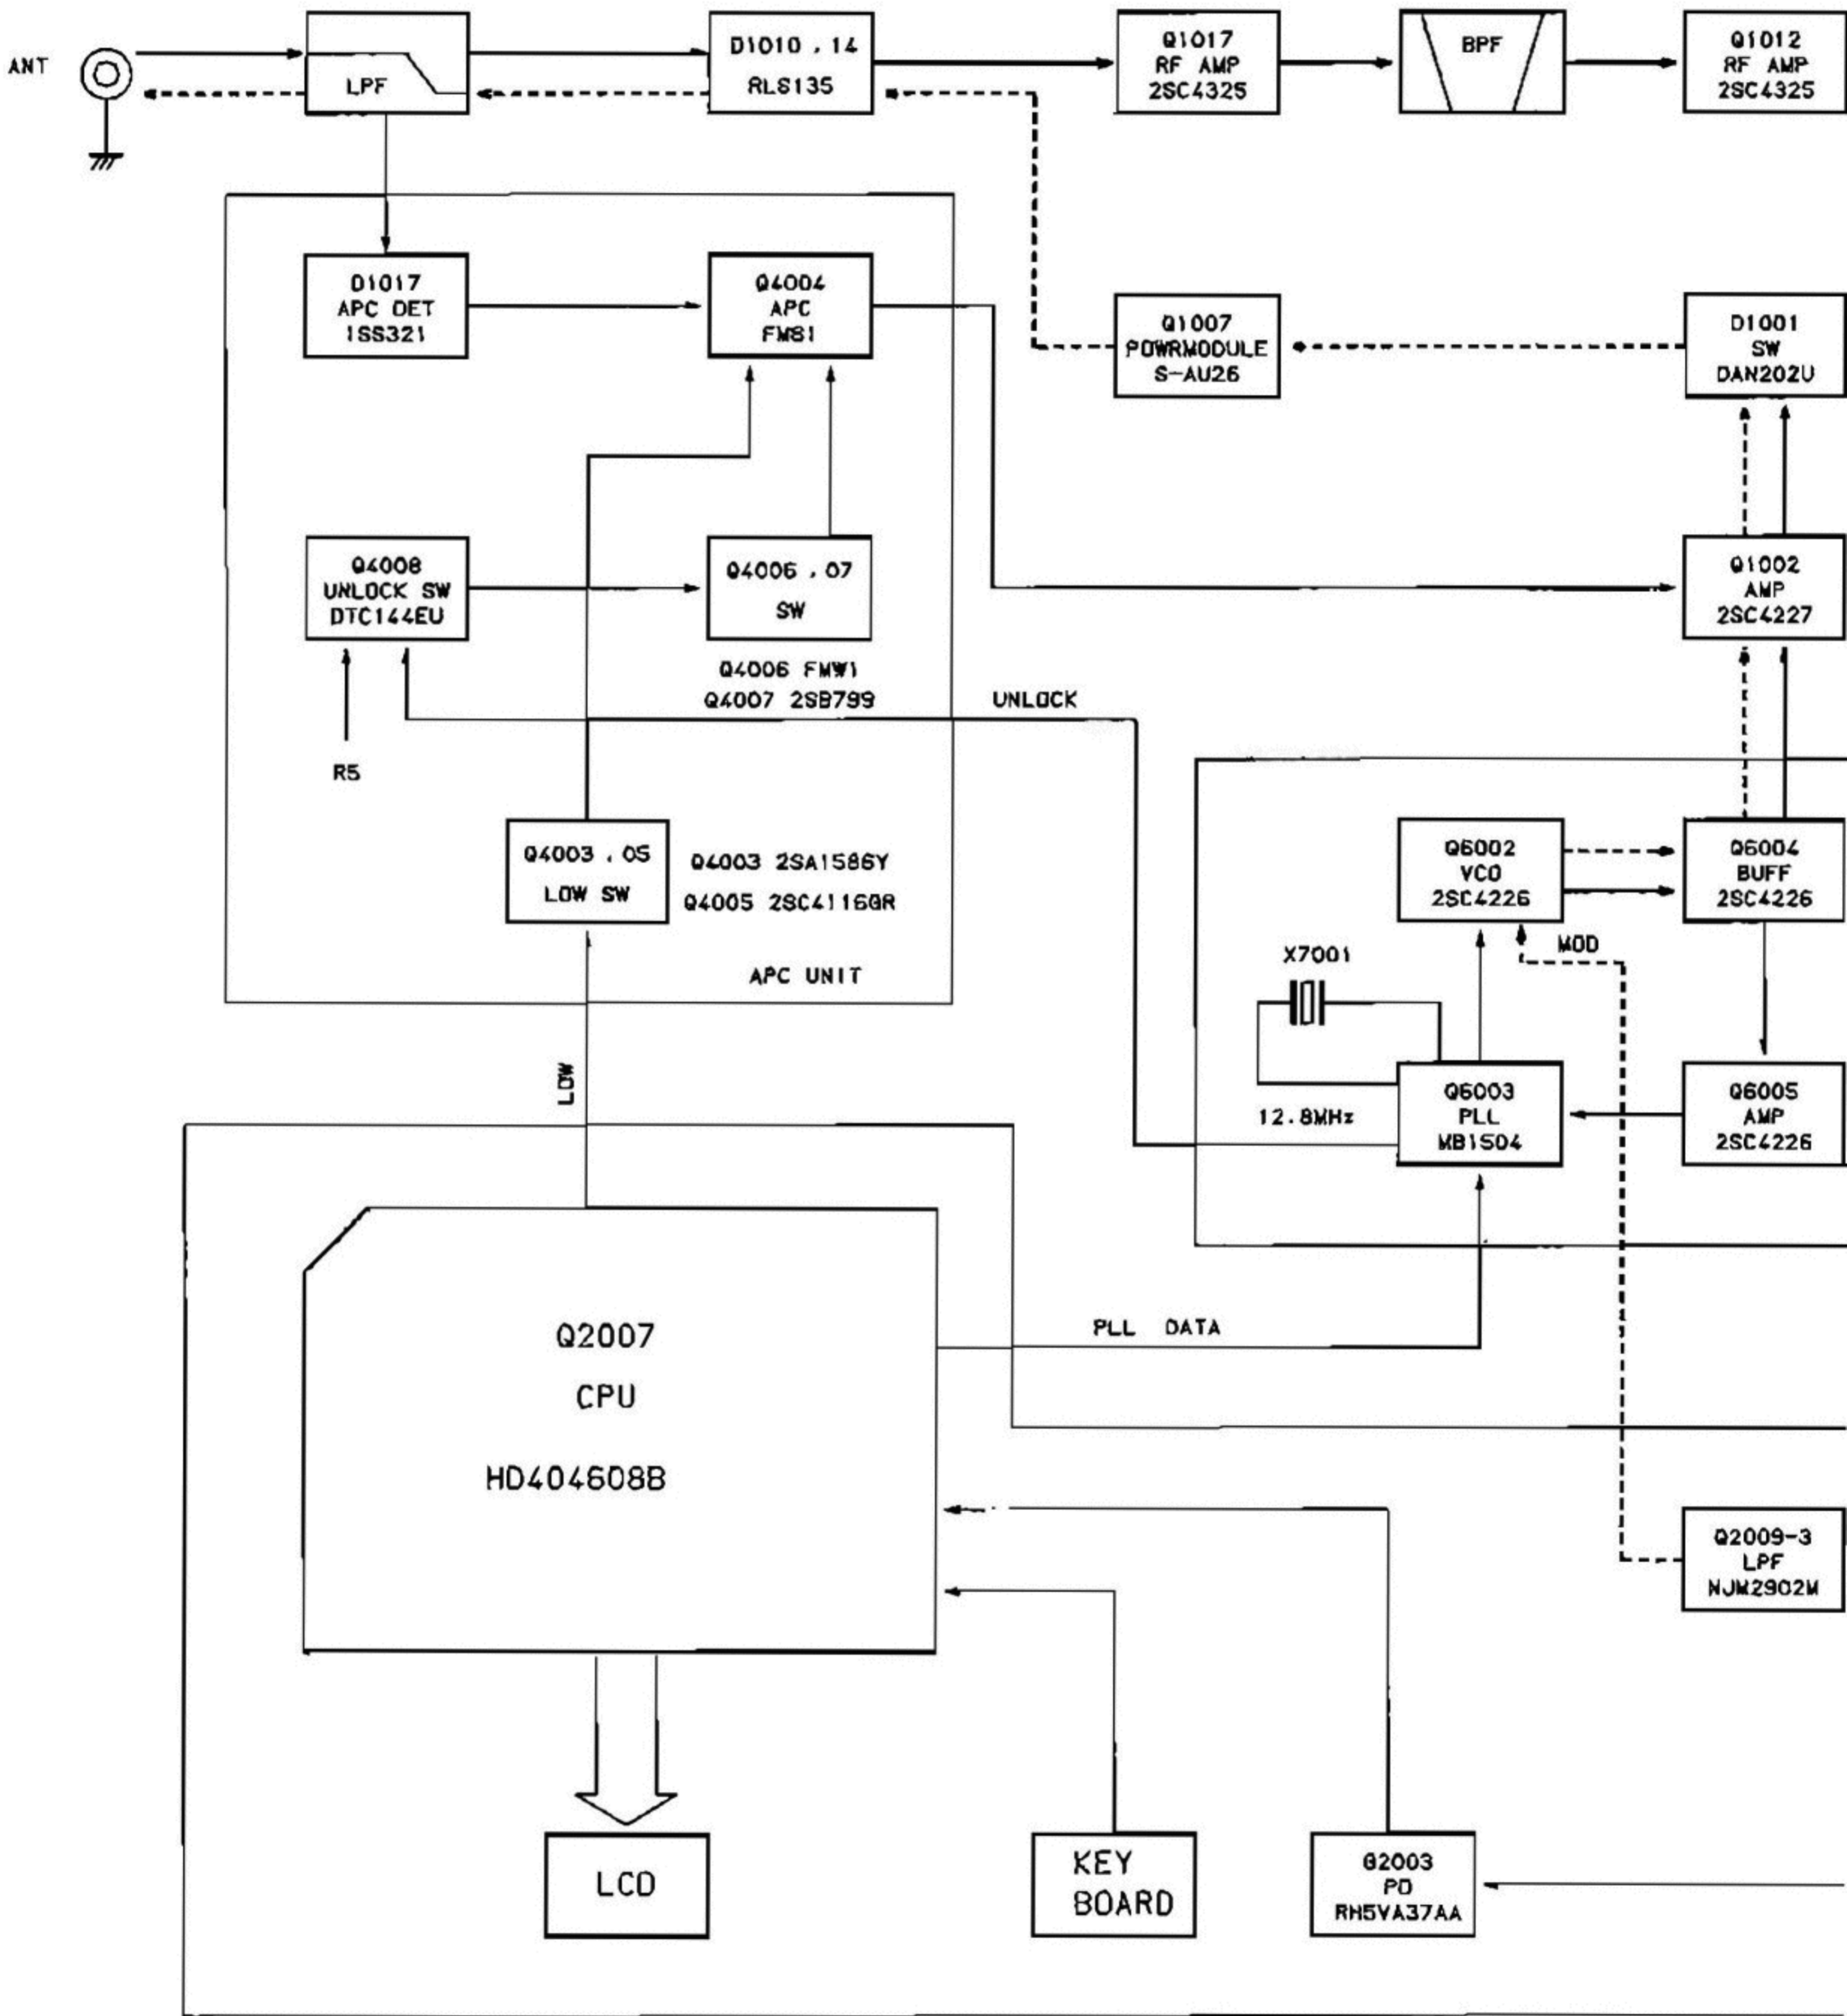 ANT
LPF
D1010 , 14
RLS135
Q1017
RF AMP
2SC4325
BPF
Q1012
RF AMP
2SC4325
D1017
APC DET
1SS321
Q4004
APC
FMS1
Q1007
POWRMODULE
S-AU26
D1001
SW
DAN202U
Q4008
UNLOCK SW
DTC144EU
Q4006 , 07
SW
Q4006 FMW1
Q4007 2SB799
Q1002
AMP
2SC4227
UNLOCK
R5
Q4003 , 05
LOW SW
Q4003 2SA1586Y
Q4005 2SC4116GR
APC UNIT
Q6002
VCO
2SC4226
Q6004
BUFF
2SC4226
MOD
X7001
12.8MHz
Q6003
PLL
MB1504
Q6005
AMP
2SC4226
LOW
Q2007
CPU
HD404608B
PLL DATA
Q2009-3
LPF
NJM2902M
LCD
KEY
BOARD
Q2003
PD
RH5VA37AA